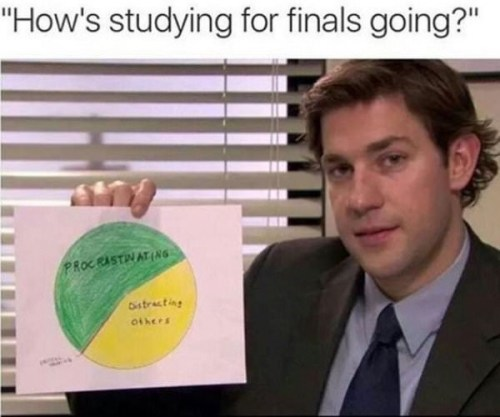 "How's studying for finals going?"
PROCRASTINATING
Distracting
Others